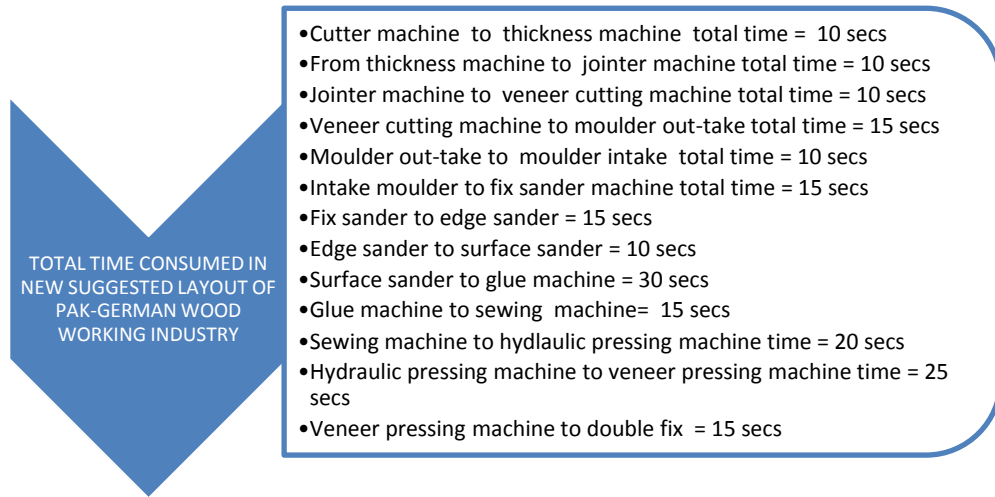 TOTAL TIME CONSUMED IN
NEW SUGGESTED LAYOUT OF
PAK-GERMAN WOOD
WORKING INDUSTRY
•Cutter machine to thickness machine total time = 10 secs
•From thickness machine to jointer machine total time = 10 secs
•Jointer machine to veneer cutting machine total time = 10 secs
•Veneer cutting machine to moulder out-take total time = 15 secs
•Moulder out-take to moulder intake total time = 10 secs
•Intake moulder to fix sander machine total time = 15 secs
•Fix sander to edge sander = 15 secs
•Edge sander to surface sander = 10 secs
•Surface sander to glue machine = 30 secs
•Glue machine to sewing machine= 15 secs
•Sewing machine to hydlaulic pressing machine time = 20 secs
•Hydraulic pressing machine to veneer pressing machine time = 25
secs
•Veneer pressing machine to double fix = 15 secs